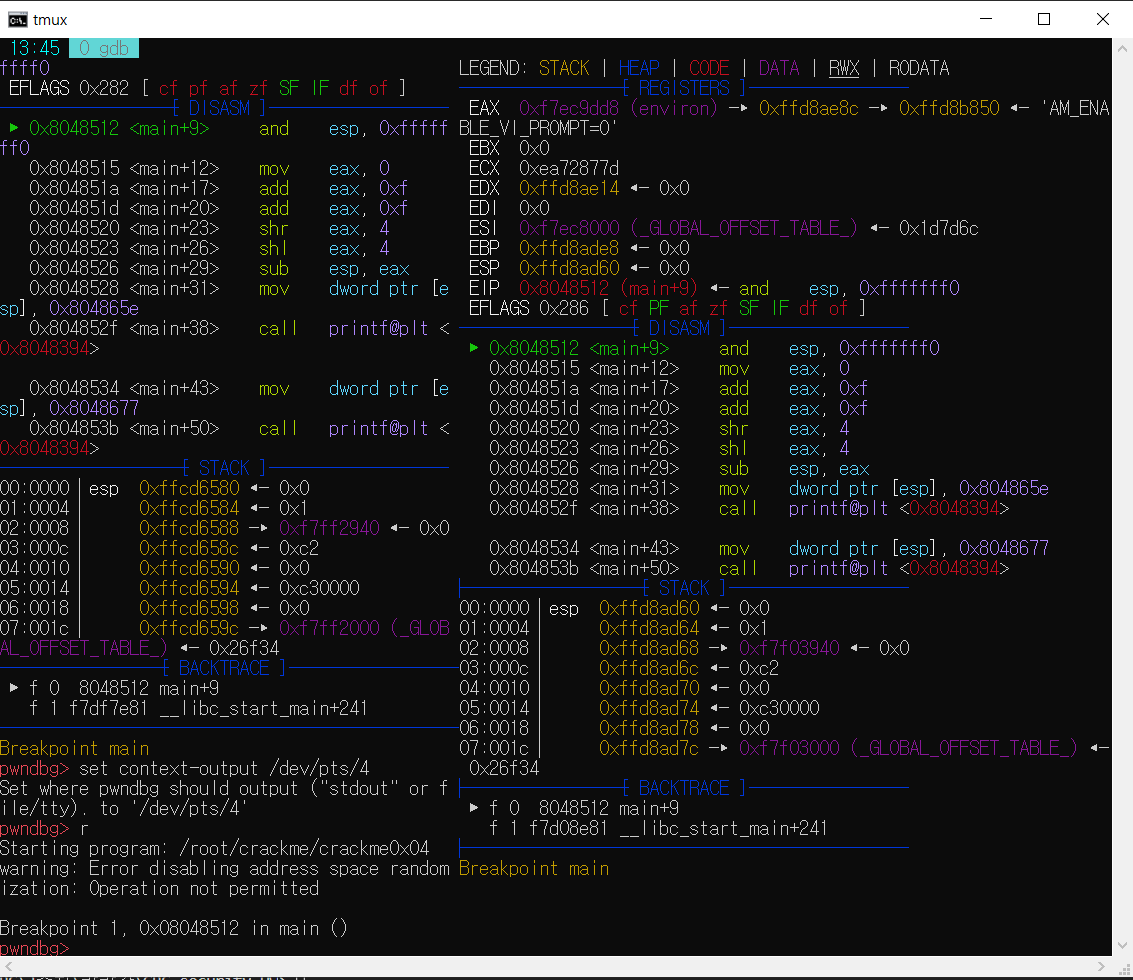 tmux
13:45 0 gdb
ffff0
EFLAGS 0x282 [ cf pf af zf SF IF df of ]
[ DISASM ]
► 0x8048512 <main+9> and esp, 0xfffff
ff0
0x8048515 <main+12> mov eax, 0
0x804851a <main+17> add eax, 0xf
0x804851d <main+20> add eax, 0xf
0x8048520 <main+23> shr eax, 4
0x8048523 <main+26> shl eax, 4
0x8048526 <main+29> sub esp, eax
0x8048528 <main+31> mov dword ptr [e
sp], 0x804865e
0x804852f <main+38> call printf@plt <
0x8048394>
0x8048534 <main+43> mov dword ptr [e
sp], 0x8048677
0x804853b <main+50> call printf@plt <
0x8048394>
[ STACK ]
00:0000│ esp 0xffcd6580 ◂— 0x0
01:0004│ 0xffcd6584 ◂— 0x1
02:0008│ 0xffcd6588 —▸ 0xf7ff2940 ◂— 0x0
03:000c│ 0xffcd658c ◂— 0xc2
04:0010│ 0xffcd6590 ◂— 0x0
05:0014│ 0xffcd6594 ◂— 0xc30000
06:0018│ 0xffcd6598 ◂— 0x0
07:001c│ 0xffcd659c —▸ 0xf7ff2000 (_GLOB
AL_OFFSET_TABLE_) ◂— 0x26f34
[ BACKTRACE ]
► f 0 8048512 main+9
f 1 f7df7e81 __libc_start_main+241
Breakpoint main
pwndbg> set context-output /dev/pts/4
Set where pwndbg should output ("stdout" or f
ile/tty). to '/dev/pts/4'
pwndbg> r
Starting program: /root/crackme/crackme0x04
warning: Error disabling address space random
ization: Operation not permitted
Breakpoint 1, 0x08048512 in main ()
pwndbg>
LEGEND: STACK | HEAP | CODE | DATA | RWX | RODATA
[ REGISTERS ]
EAX 0xf7ec9dd8 (environ) —▸ 0xffd8ae8c —▸ 0xffd8b850 ◂— 'AM_ENA
BLE_VI_PROMPT=0'
EBX 0x0
ECX 0xea72877d
EDX 0xffd8ae14 ◂— 0x0
EDI 0x0
ESI 0xf7ec8000 (_GLOBAL_OFFSET_TABLE_) ◂— 0x1d7d6c
EBP 0xffd8ade8 ◂— 0x0
ESP 0xffd8ad60 ◂— 0x0
EIP 0x8048512 (main+9) ◂— and esp, 0xfffffff0
EFLAGS 0x286 [ cf PF af zf SF IF df of ]
[ DISASM ]
► 0x8048512 <main+9> and esp, 0xfffffff0
0x8048515 <main+12> mov eax, 0
0x804851a <main+17> add eax, 0xf
0x804851d <main+20> add eax, 0xf
0x8048520 <main+23> shr eax, 4
0x8048523 <main+26> shl eax, 4
0x8048526 <main+29> sub esp, eax
0x8048528 <main+31> mov dword ptr [esp], 0x804865e
0x804852f <main+38> call printf@plt <0x8048394>
0x8048534 <main+43> mov dword ptr [esp], 0x8048677
0x804853b <main+50> call printf@plt <0x8048394>
[ STACK ]
00:0000│ esp 0xffd8ad60 ◂— 0x0
01:0004│ 0xffd8ad64 ◂— 0x1
02:0008│ 0xffd8ad68 —▸ 0xf7f03940 ◂— 0x0
03:000c│ 0xffd8ad6c ◂— 0xc2
04:0010│ 0xffd8ad70 ◂— 0x0
05:0014│ 0xffd8ad74 ◂— 0xc30000
06:0018│ 0xffd8ad78 ◂— 0x0
07:001c│ 0xffd8ad7c —▸ 0xf7f03000 (_GLOBAL_OFFSET_TABLE_) ◂—
0x26f34
[ BACKTRACE ]
► f 0 8048512 main+9
f 1 f7d08e81 __libc_start_main+241
Breakpoint main